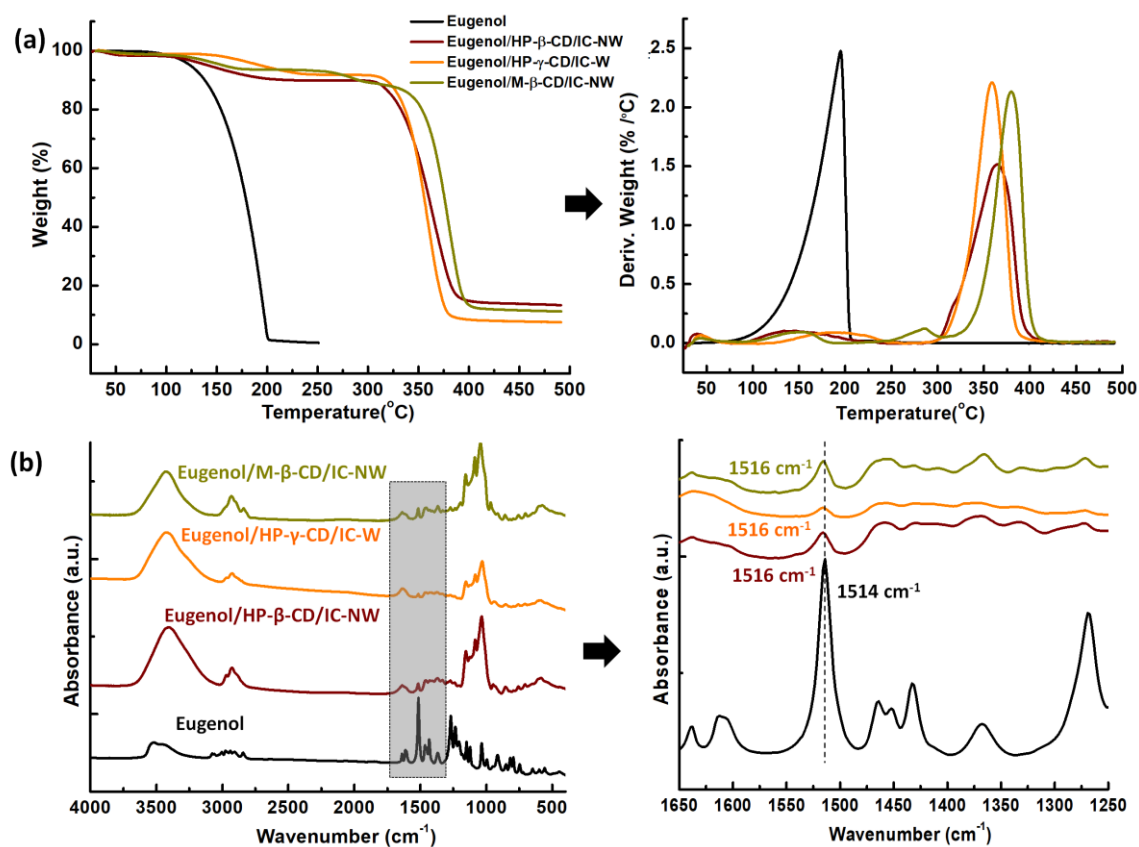 (a)
Eugenol
Eugenol/HP-β-CD/IC-NW
Eugenol/HP-γ-CD/IC-W
Eugenol/M-β-CD/IC-NW
100
80
60
40
20
0
Weight (%)
25 50 100 150 200 250 300 350 400 450 500
Temperature(°C)
2.5
2.0
1.5
1.0
0.5
0.0
Deriv. Weight (% /°C)
25 50 100 150 200 250 300 350 400 450 500
Temperature(°C)
(b)
Eugenol/M-β-CD/IC-NW
Eugenol/HP-γ-CD/IC-W
Eugenol/HP-β-CD/IC-NW
Eugenol
Absorbance (a.u.)
4000 3500 3000 2500 2000 1500 1000 500
Wavenumber (cm⁻¹)
1516 cm⁻¹
1516 cm⁻¹
1516 cm⁻¹
1514 cm⁻¹
Absorbance (a.u.)
1650 1600 1550 1500 1450 1400 1350 1300 1250
Wavenumber (cm⁻¹)